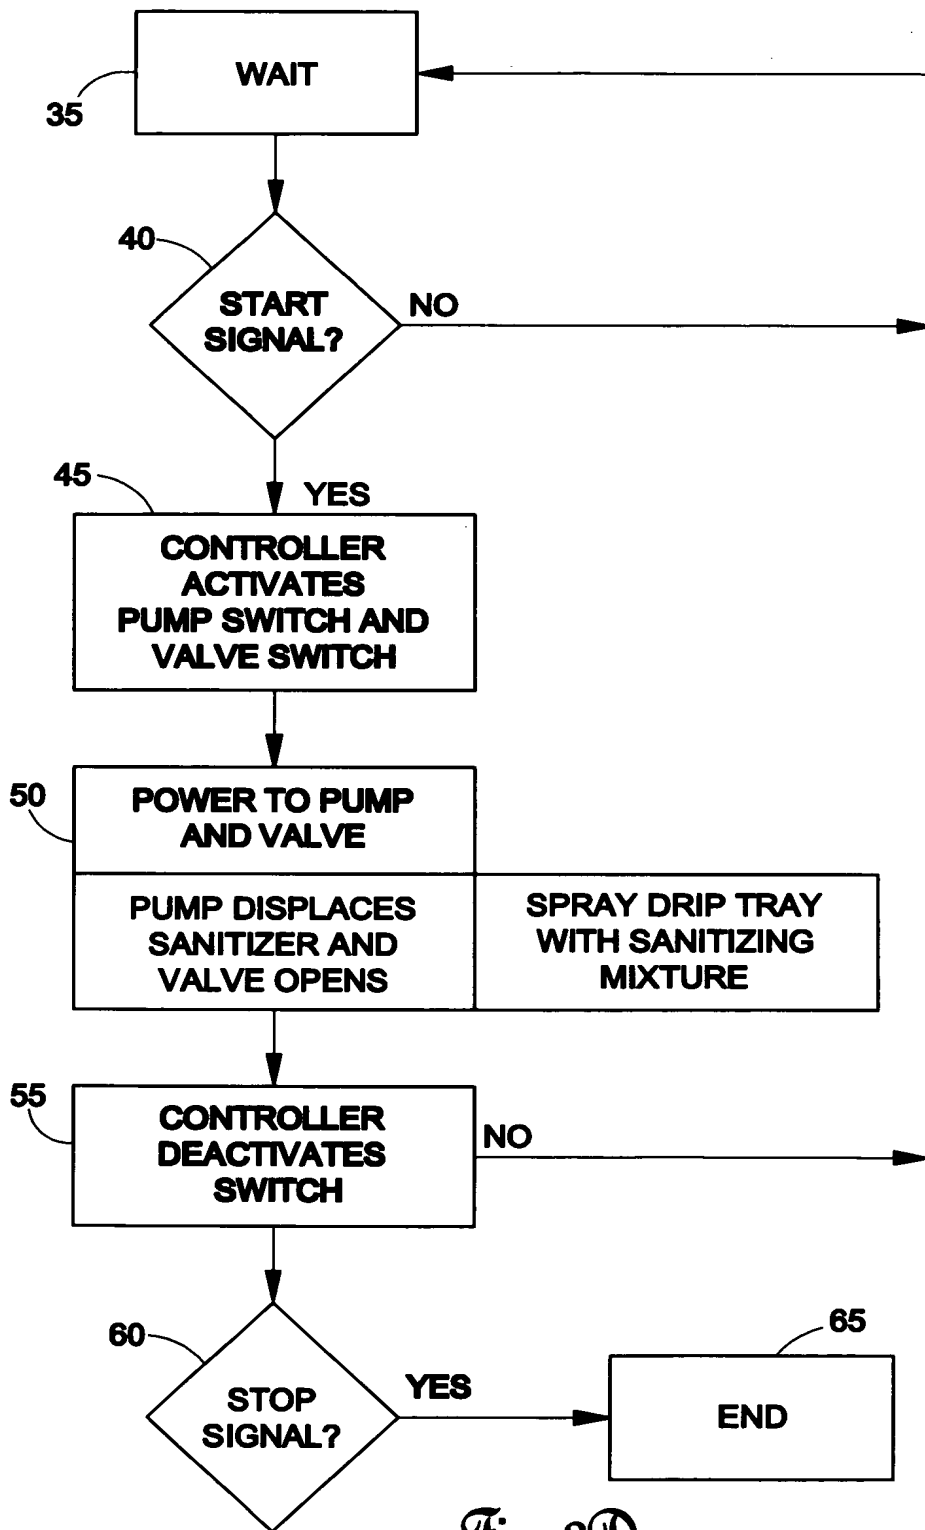 WAIT
35
40
START
SIGNAL?
NO
45
YES
CONTROLLER
ACTIVATES
PUMP SWITCH AND
VALVE SWITCH
50
POWER TO PUMP
AND VALVE
PUMP DISPLACES
SANITIZER AND
VALVE OPENS
SPRAY DRIP TRAY
WITH SANITIZING
MIXTURE
55
CONTROLLER
DEACTIVATES
SWITCH
NO
60
STOP
SIGNAL?
YES
65
END